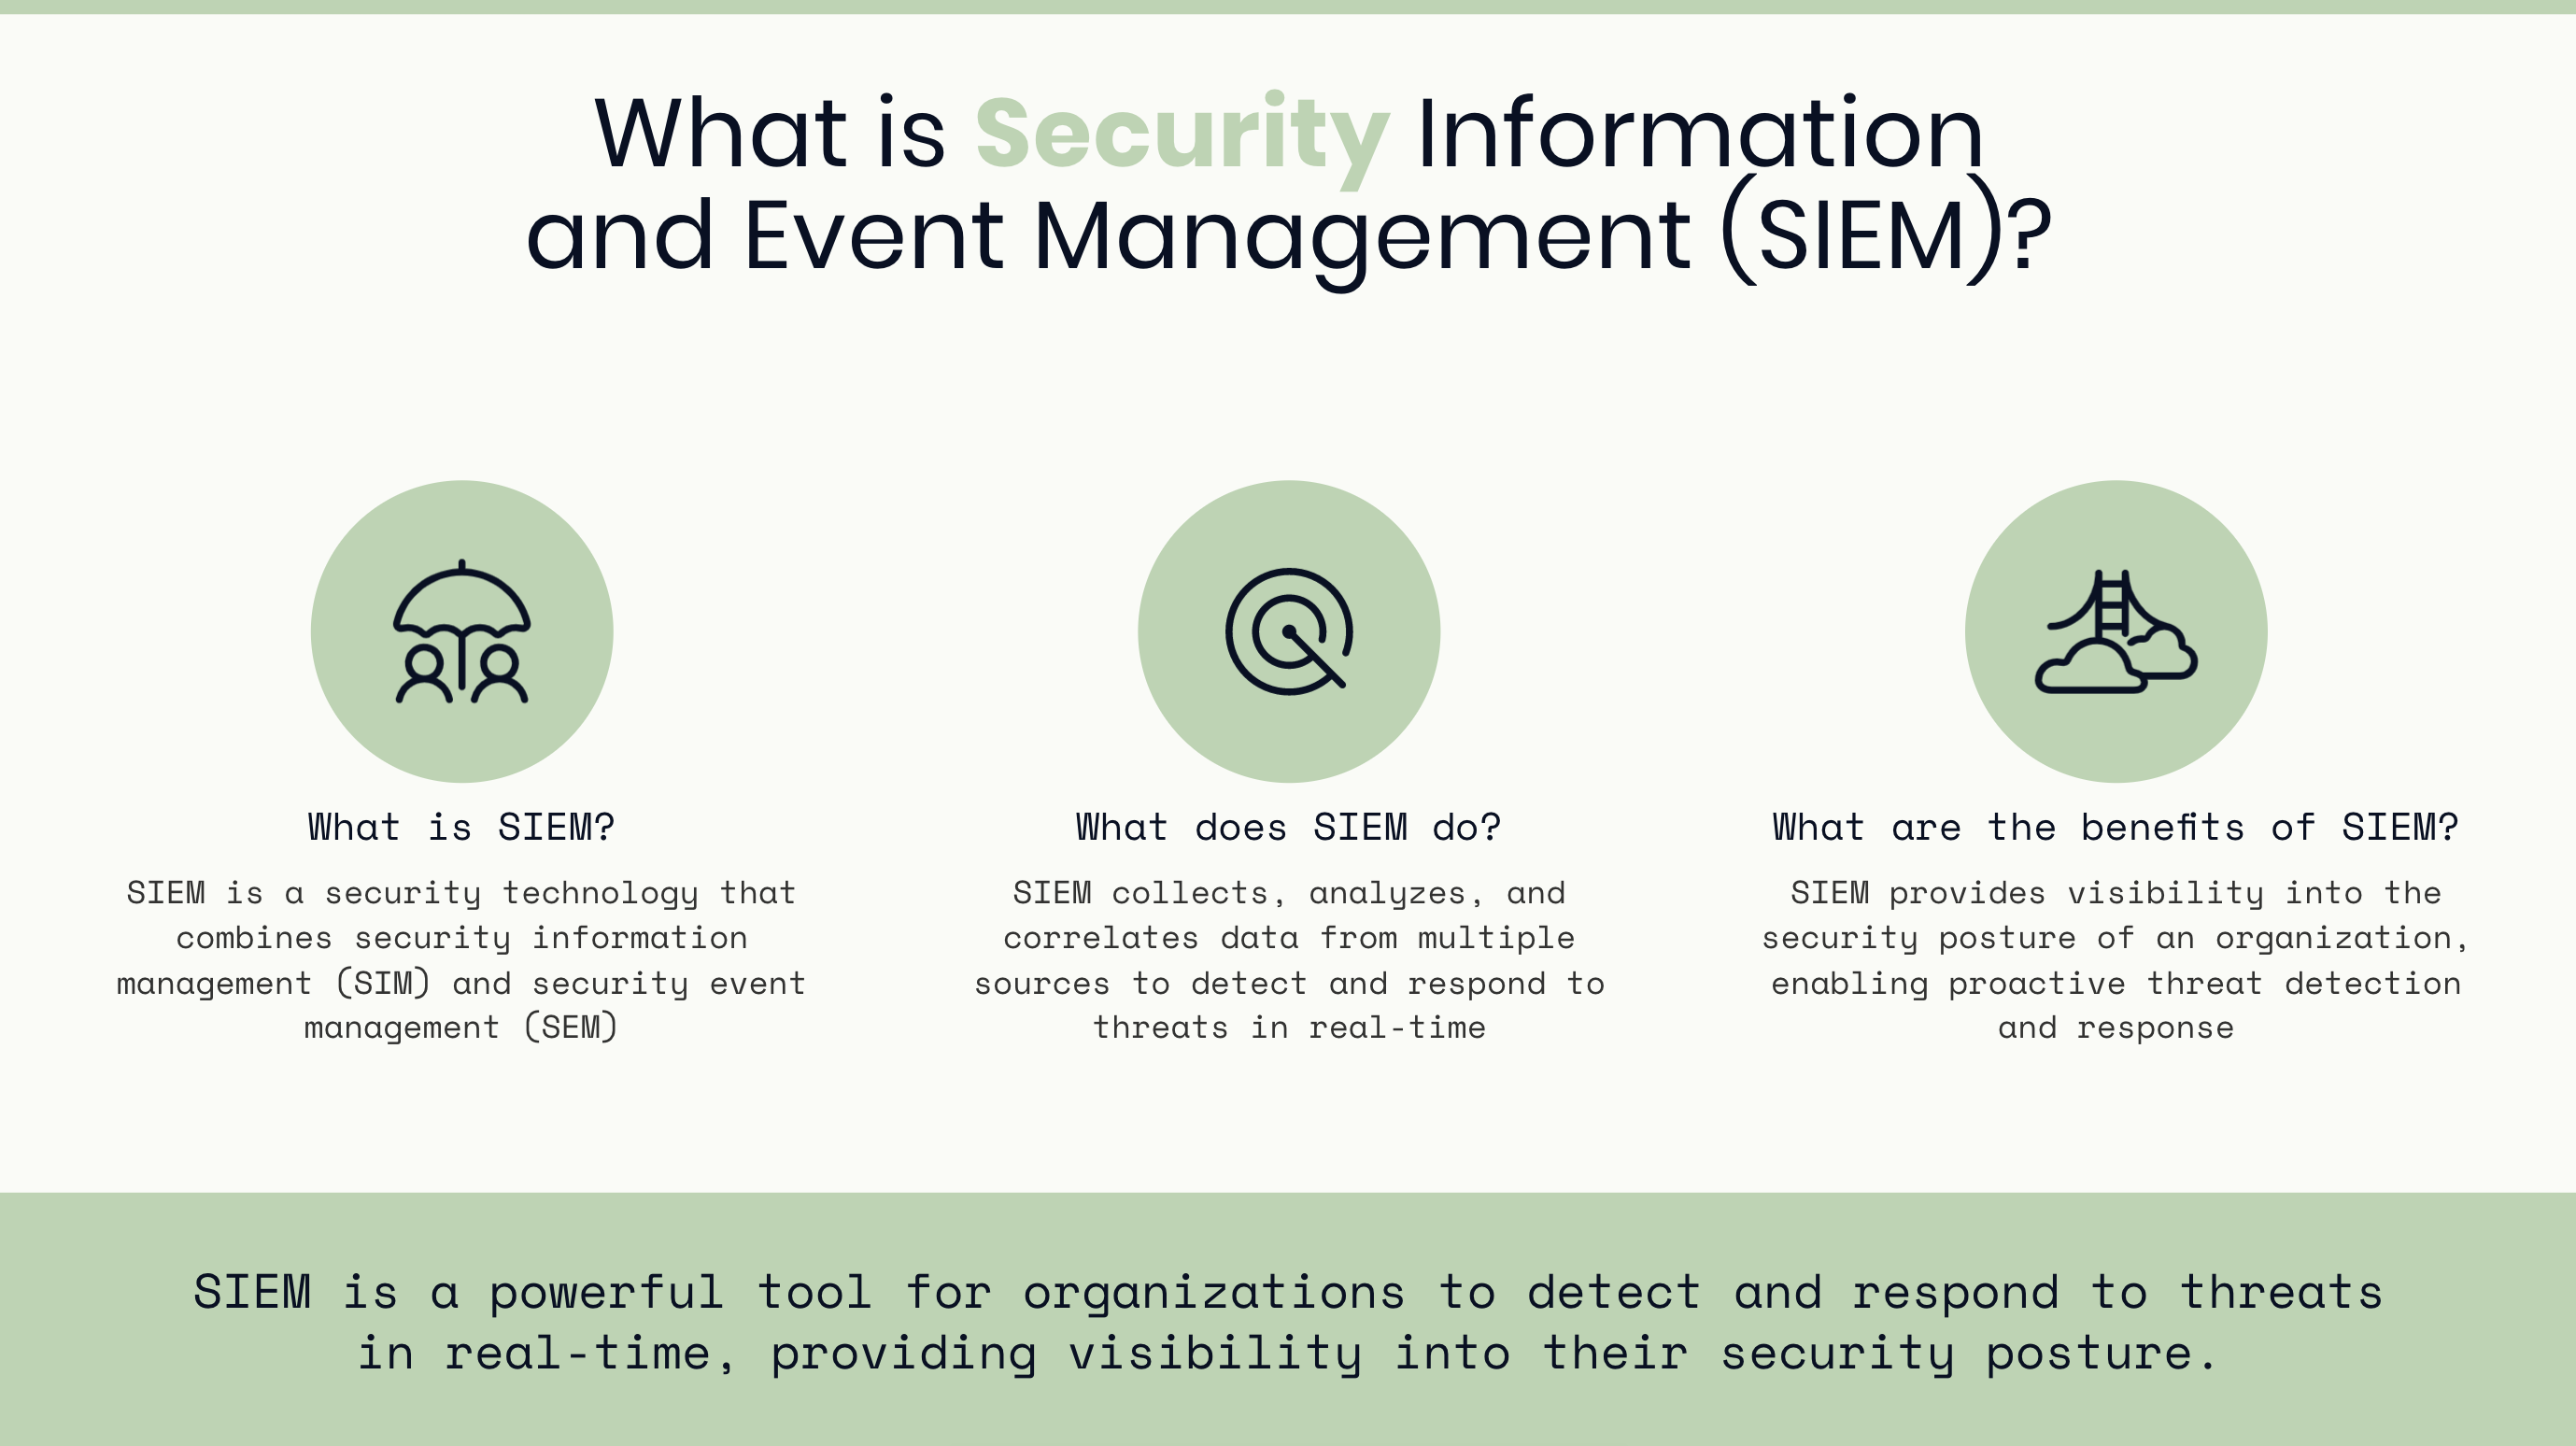 What is Security Information
and Event Management (SIEM)?
What is SIEM?
SIEM is a security technology that
combines security information
management (SIM) and security event
management (SEM)
What does SIEM do?
SIEM collects, analyzes, and
correlates data from multiple
sources to detect and respond to
threats in real-time
What are the benefits of SIEM?
SIEM provides visibility into the
security posture of an organization,
enabling proactive threat detection
and response
SIEM is a powerful tool for organizations to detect and respond to threats
in real-time, providing visibility into their security posture.